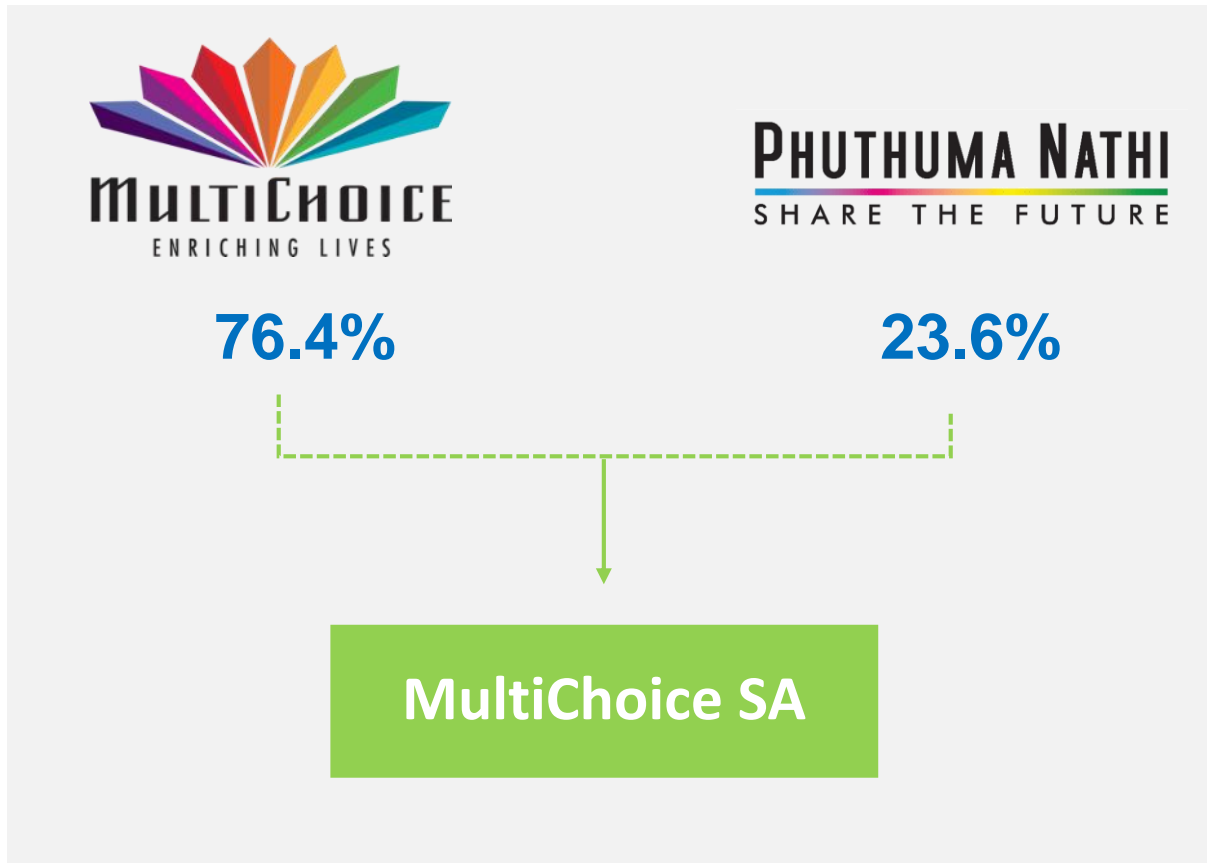 MULTICHOICE
ENRICHING LIVES
PHUTHUMA NATHI
SHARE THE FUTURE
76.4%
23.6%
MultiChoice SA